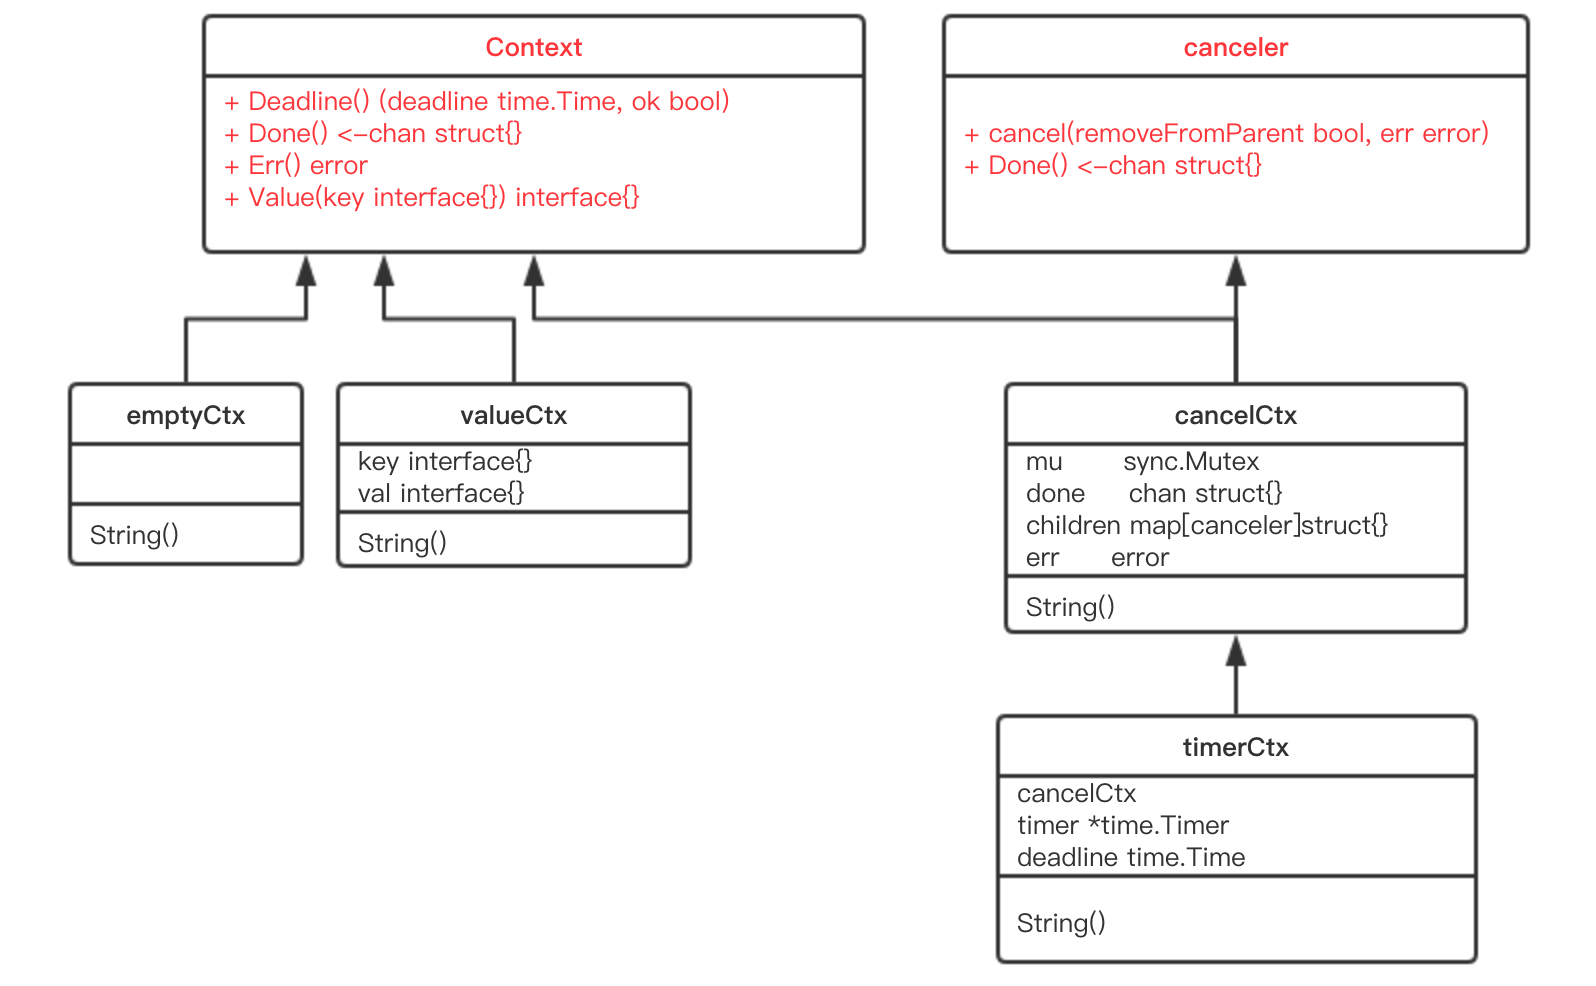 Context
+ Deadline() (deadline time.Time, ok bool)
+ Done() <-chan struct{}
+ Err() error
+ Value(key interface{}) interface{}
canceler
+ cancel(removeFromParent bool, err error)
+ Done() <-chan struct{}
emptyCtx
String()
valueCtx
key interface{}
val interface{}
String()
cancelCtx
mu sync.Mutex
done chan struct{}
children map[canceler]struct{}
err error
String()
timerCtx
cancelCtx
timer *time.Timer
deadline time.Time
String()